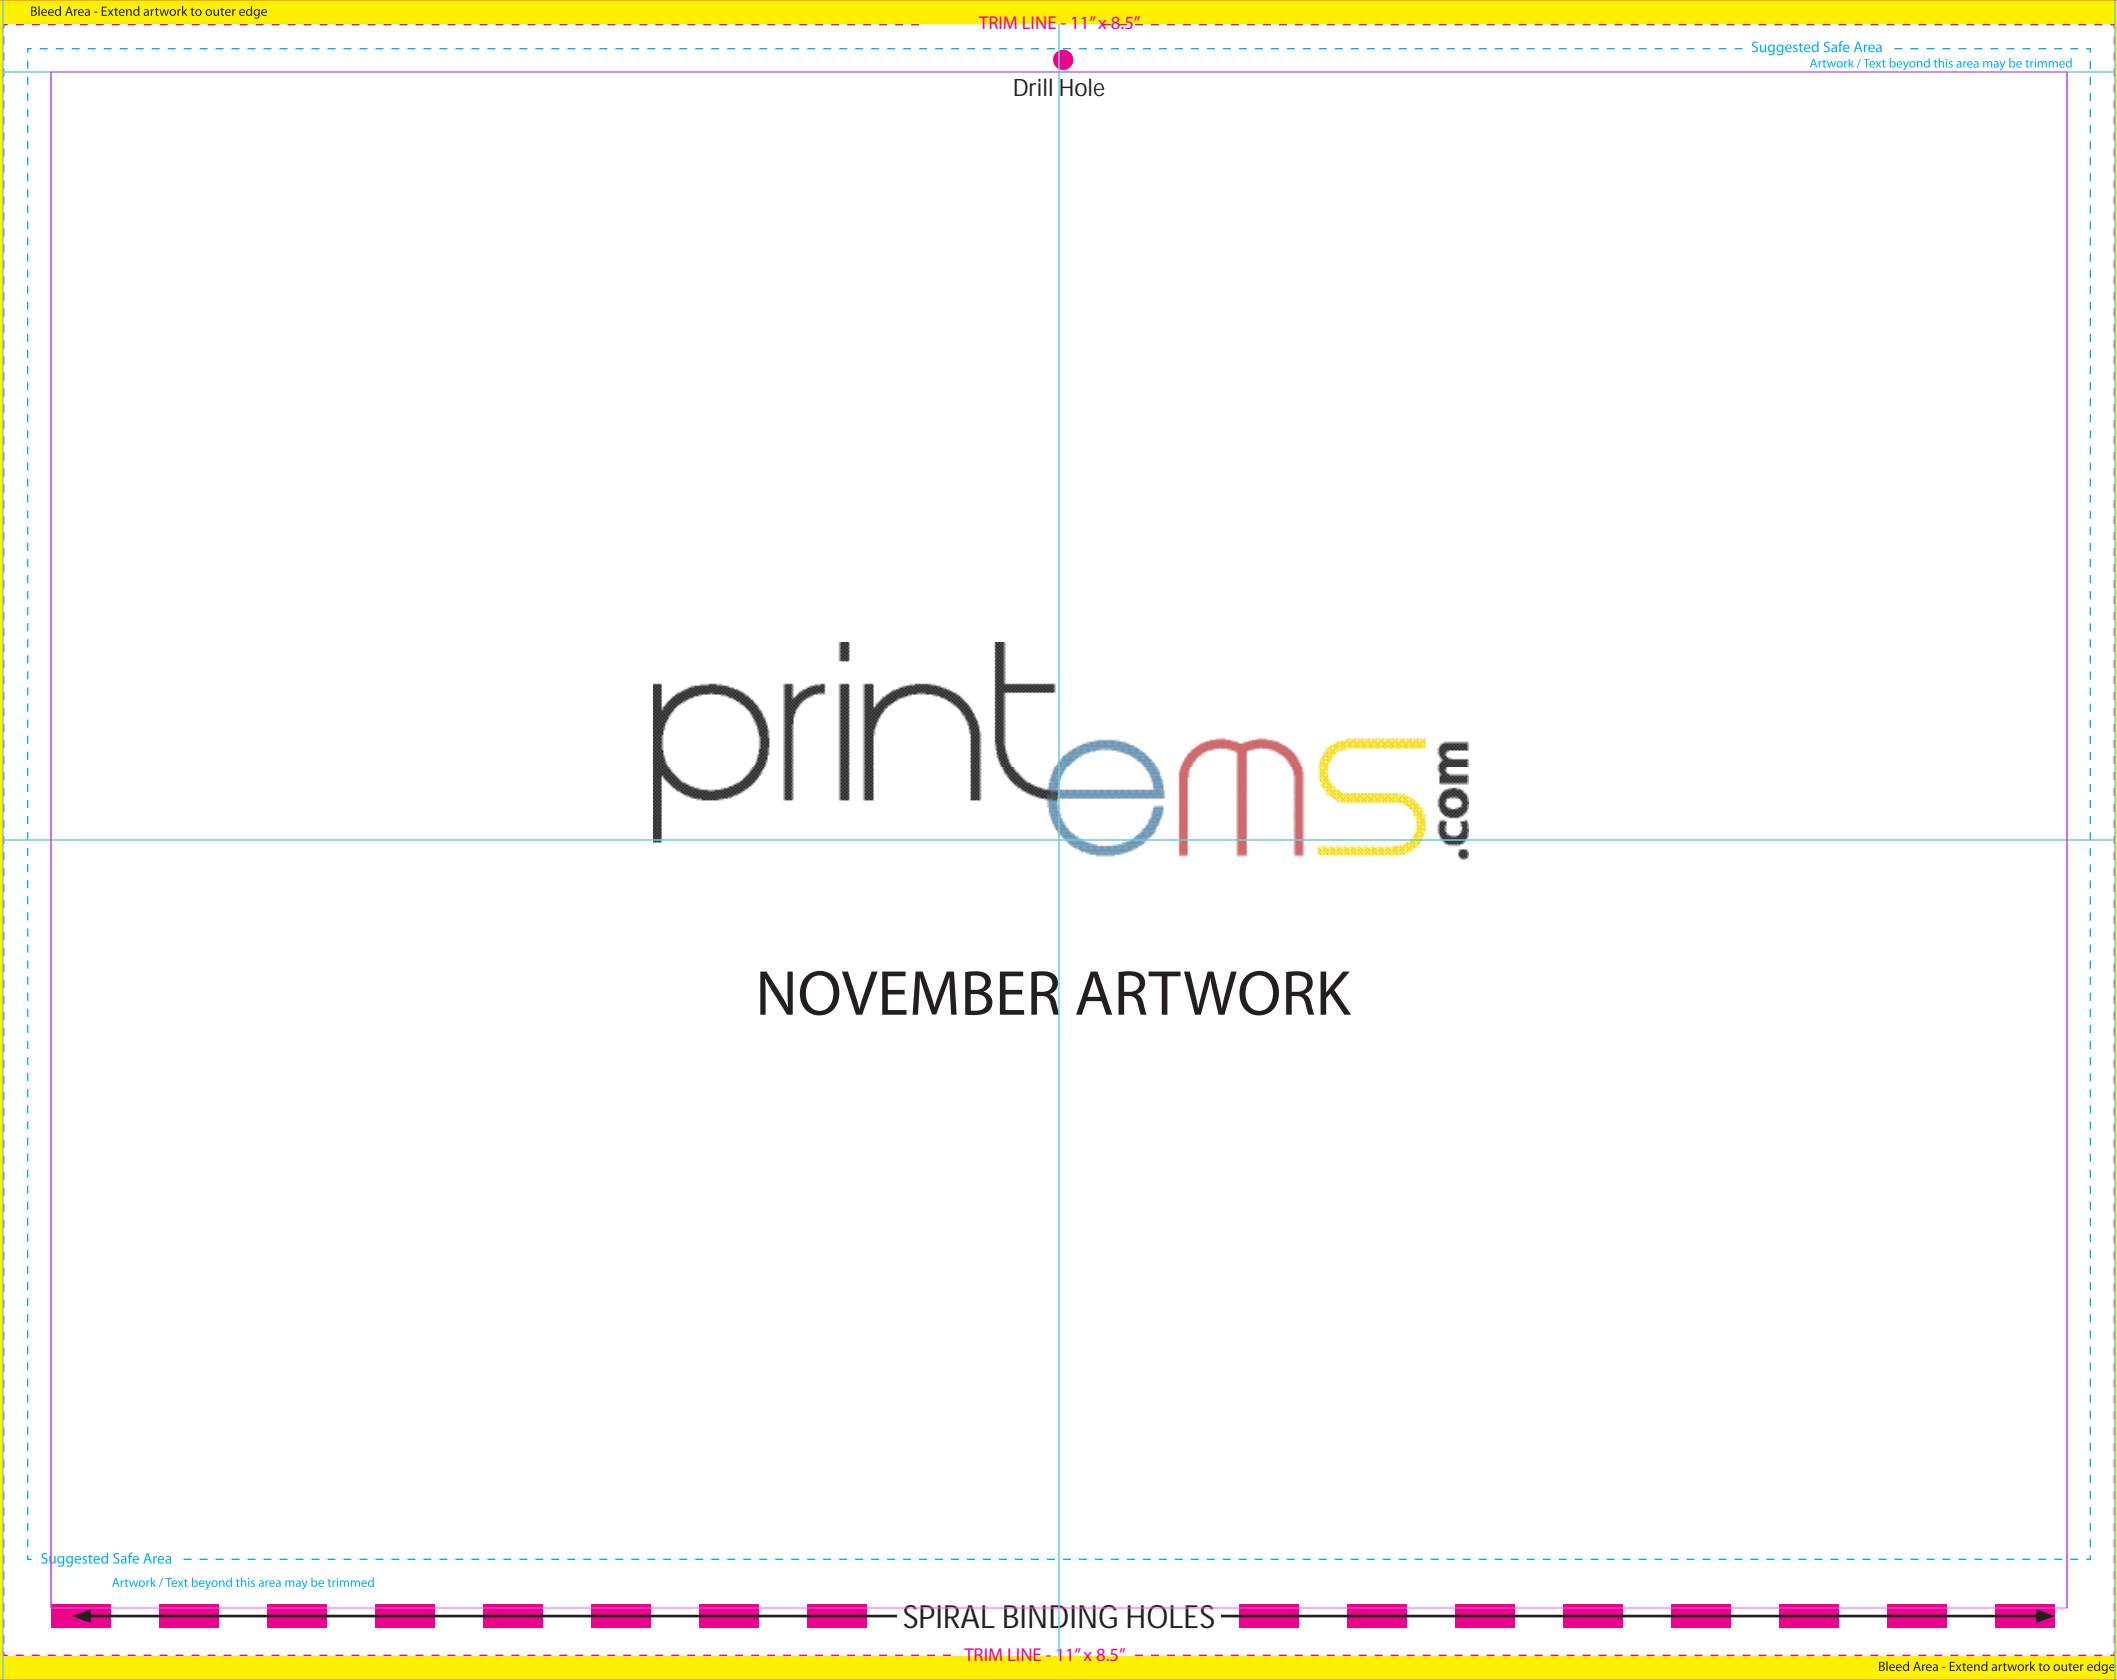 Bleed Area - Extend artwork to outer edge
TRIM LINE - 11” x 8.5”
Suggested Safe Area
Artwork / Text beyond this area may be trimmed
Drill Hole
printems.com
NOVEMBER ARTWORK
Suggested Safe Area
Artwork / Text beyond this area may be trimmed
SPIRAL BINDING HOLES
TRIM LINE - 11” x 8.5”
Bleed Area - Extend artwork to outer edge